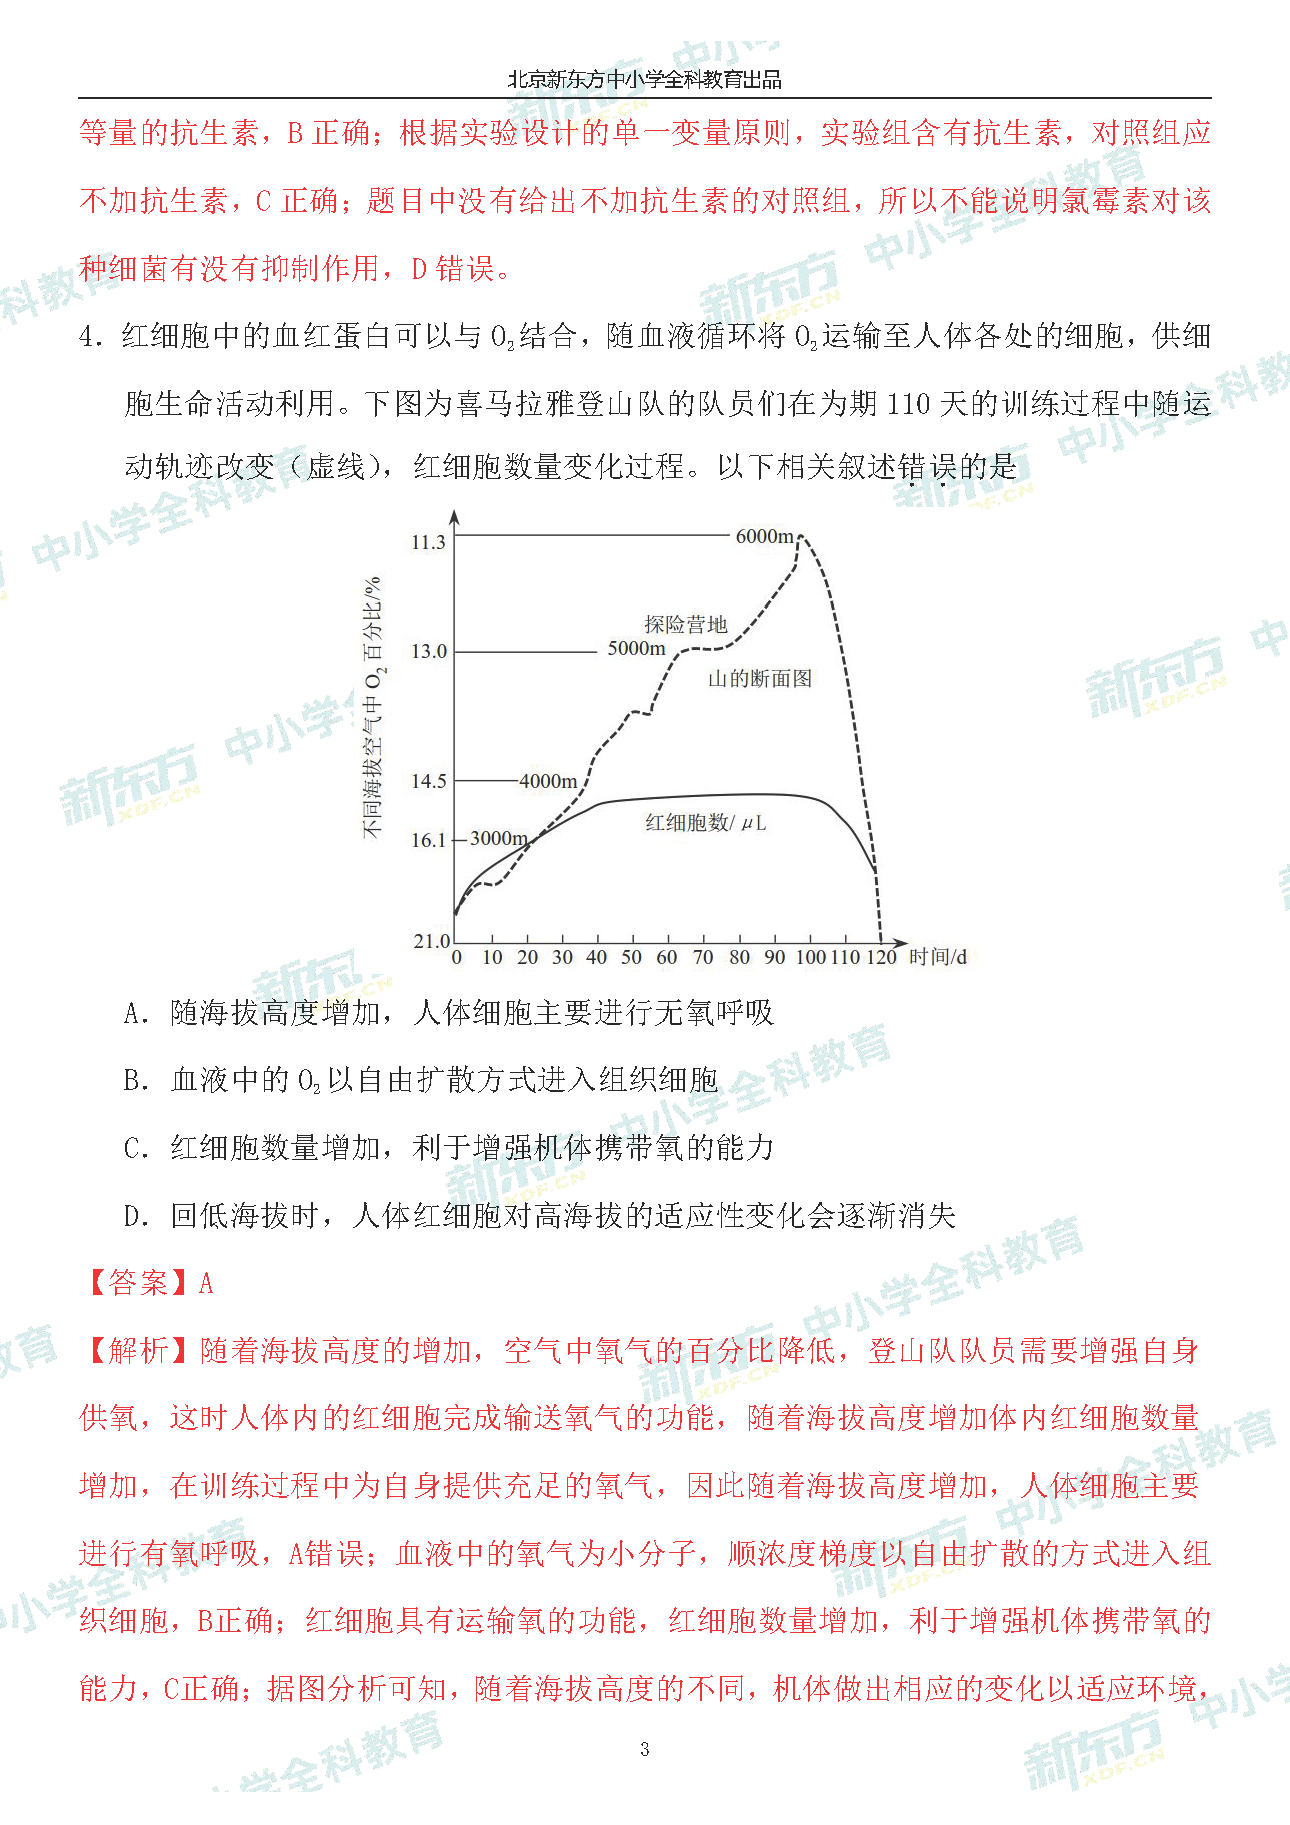 北京新东方中小学全科教育出品
等量的抗生素，B 正确；根据实验设计的单一变量原则，实验组含有抗生素，对照组应
不加抗生素，C 正确；题目中没有给出不加抗生素的对照组，所以不能说明氯霉素对该
种细菌有没有抑制作用，D 错误。
4．红细胞中的血红蛋白可以与 O₂结合，随血液循环将 O₂运输至人体各处的细胞，供细
胞生命活动利用。下图为喜马拉雅登山队的队员们在为期 110 天的训练过程中随运
动轨迹改变（虚线），红细胞数量变化过程。以下相关叙述错误的是
不同海拔空气中 O₂ 百分比/%
11.3
6000m
探险营地
13.0
5000m
山的断面图
14.5
4000m
红细胞数/ μL
16.1
3000m
21.0
0 10 20 30 40 50 60 70 80 90 100 110 120 时间/d
A．随海拔高度增加，人体细胞主要进行无氧呼吸
B．血液中的 O₂以自由扩散方式进入组织细胞
C．红细胞数量增加，利于增强机体携带氧的能力
D．回低海拔时，人体红细胞对高海拔的适应性变化会逐渐消失
【答案】A
【解析】随着海拔高度的增加，空气中氧气的百分比降低，登山队队员需要增强自身
供氧，这时人体内的红细胞完成输送氧气的功能，随着海拔高度增加体内红细胞数量
增加，在训练过程中为自身提供充足的氧气，因此随着海拔高度增加，人体细胞主要
进行有氧呼吸，A错误；血液中的氧气为小分子，顺浓度梯度以自由扩散的方式进入组
织细胞，B正确；红细胞具有运输氧的功能，红细胞数量增加，利于增强机体携带氧的
能力，C正确；据图分析可知，随着海拔高度的不同，机体做出相应的变化以适应环境，
3
新东方 XDF.CN 中小学全科教育